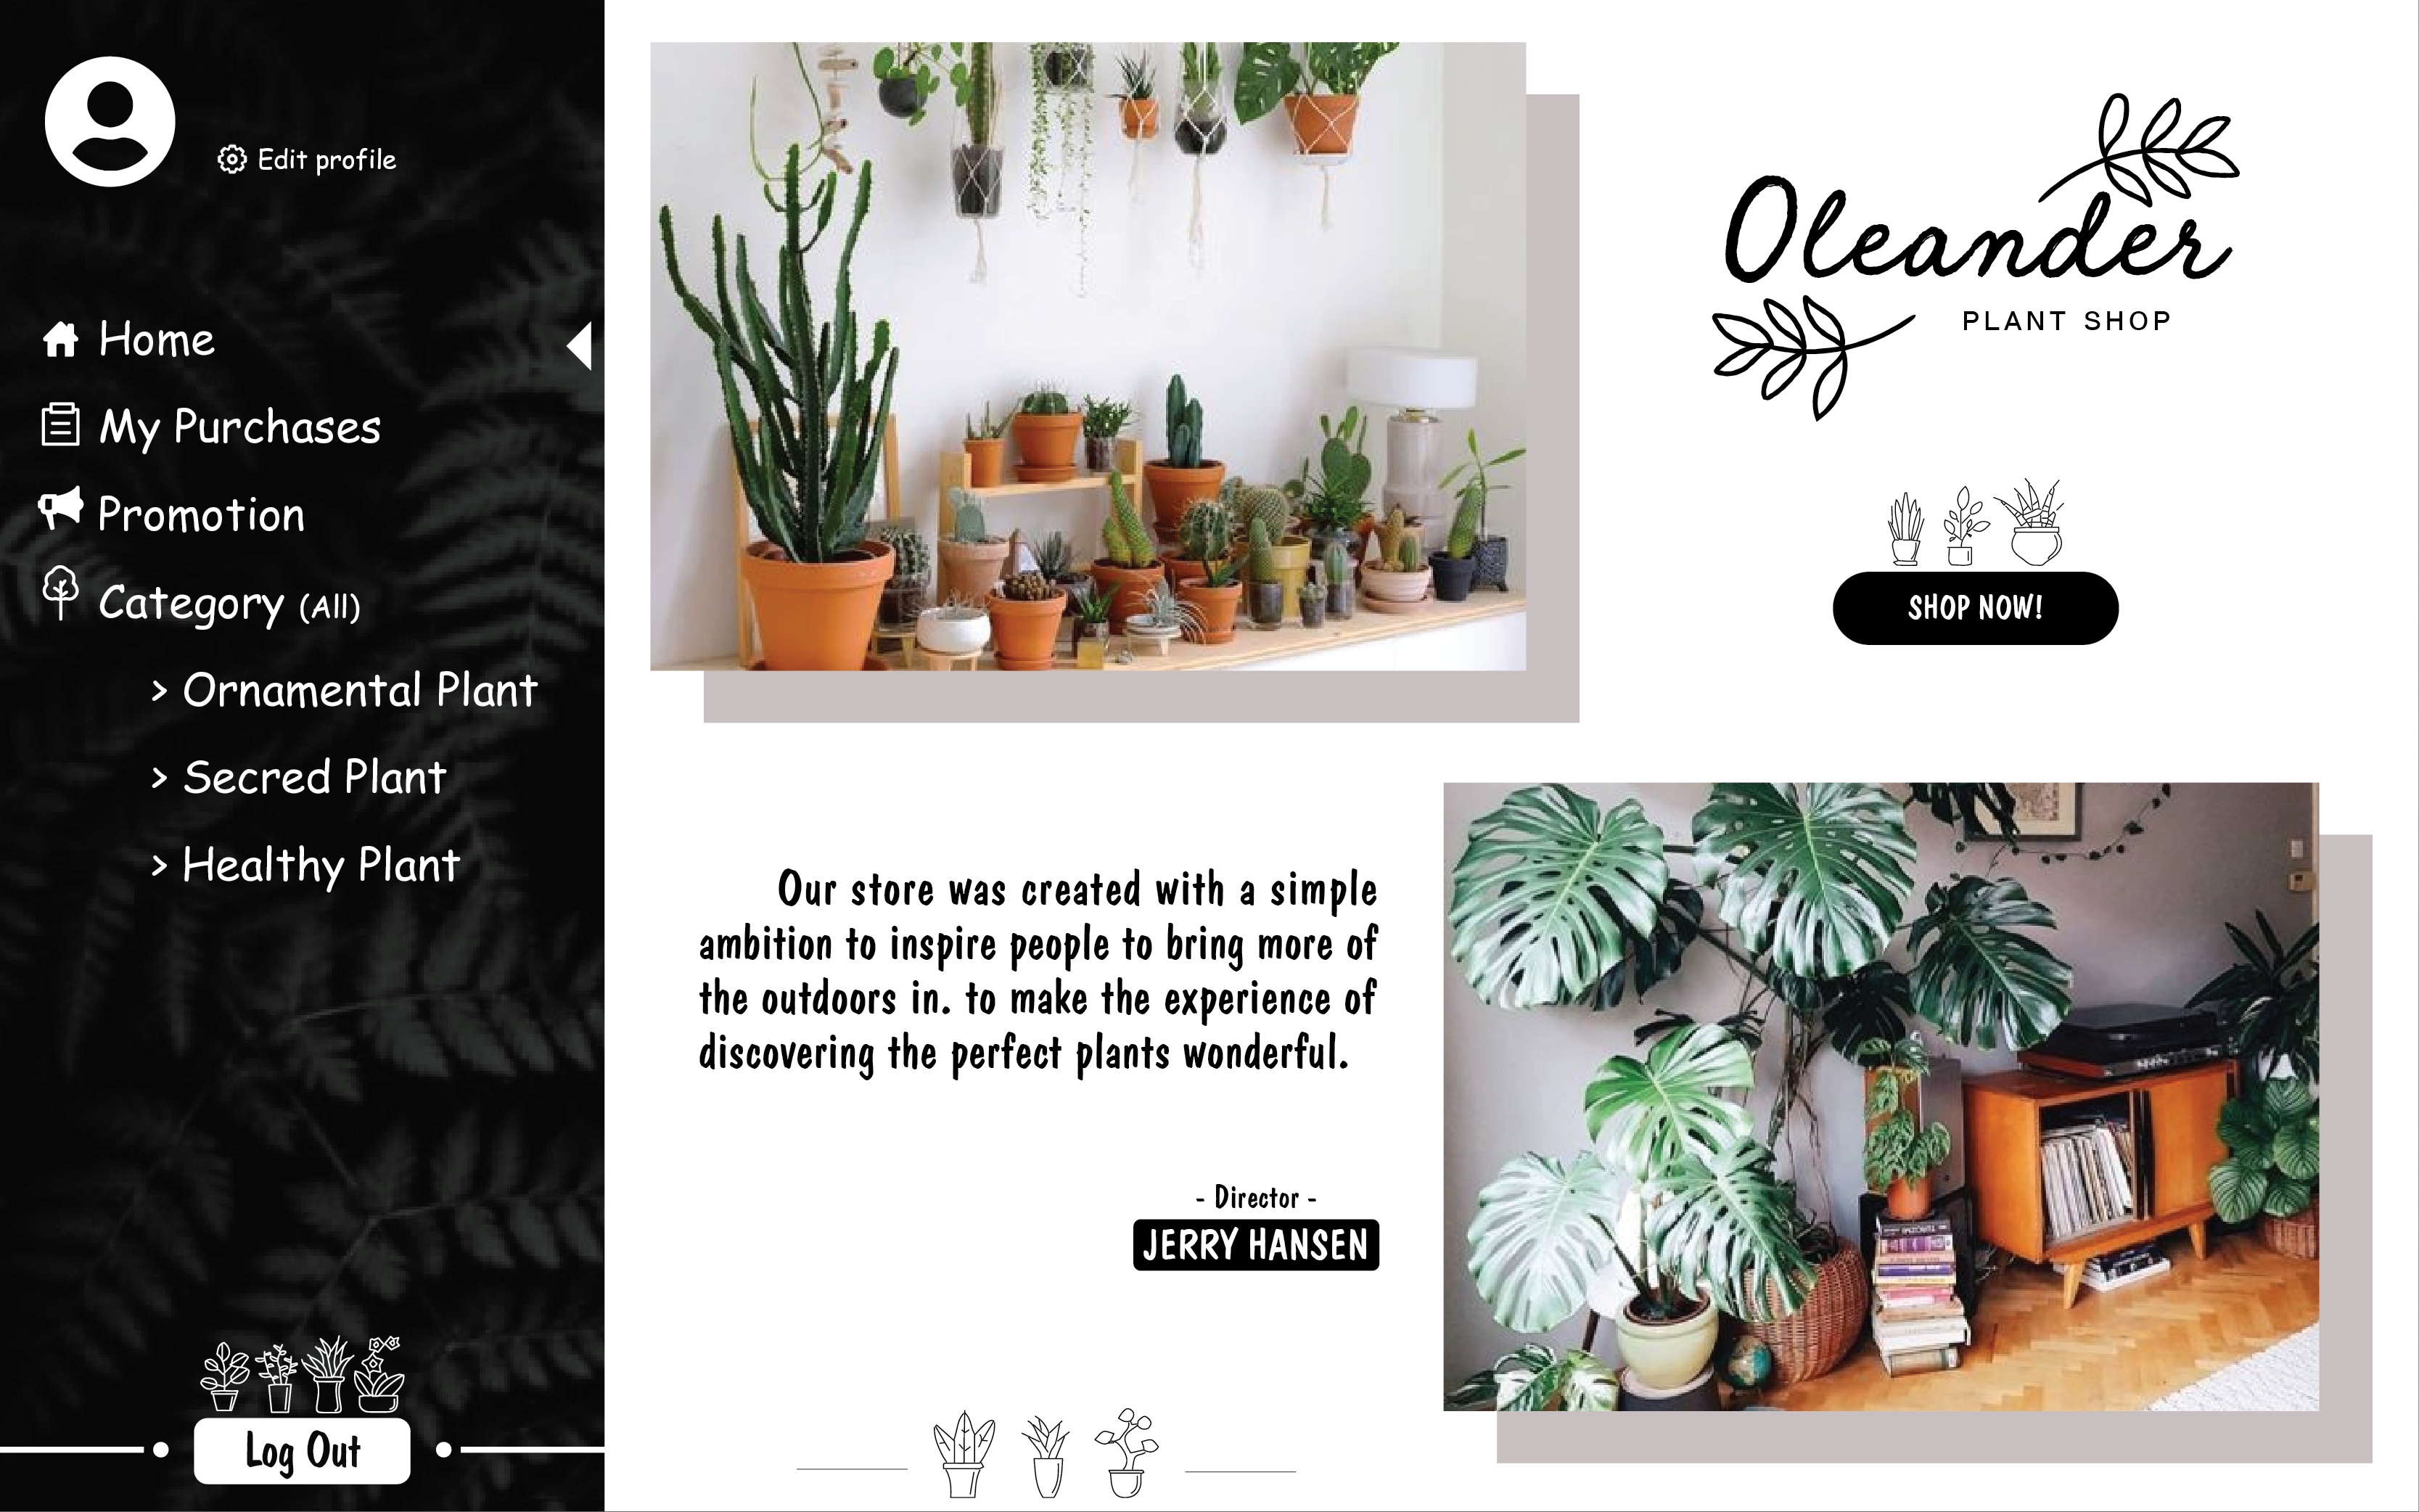 Edit profile
Home
My Purchases
Promotion
Category (All)
> Ornamental Plant
> Secred Plant
> Healthy Plant
Log Out
Oleander
PLANT SHOP
SHOP NOW!
Our store was created with a simple
ambition to inspire people to bring more of
the outdoors in. to make the experience of
discovering the perfect plants wonderful.
- Director -
JERRY HANSEN